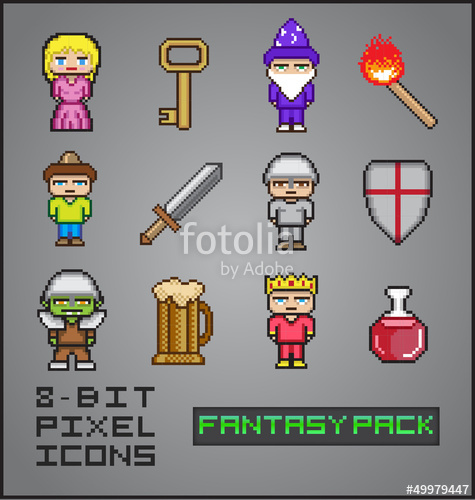 fotolia
by Adobe
8-BIT
PIXEL
ICONS
FANTASY PACK
#49979447